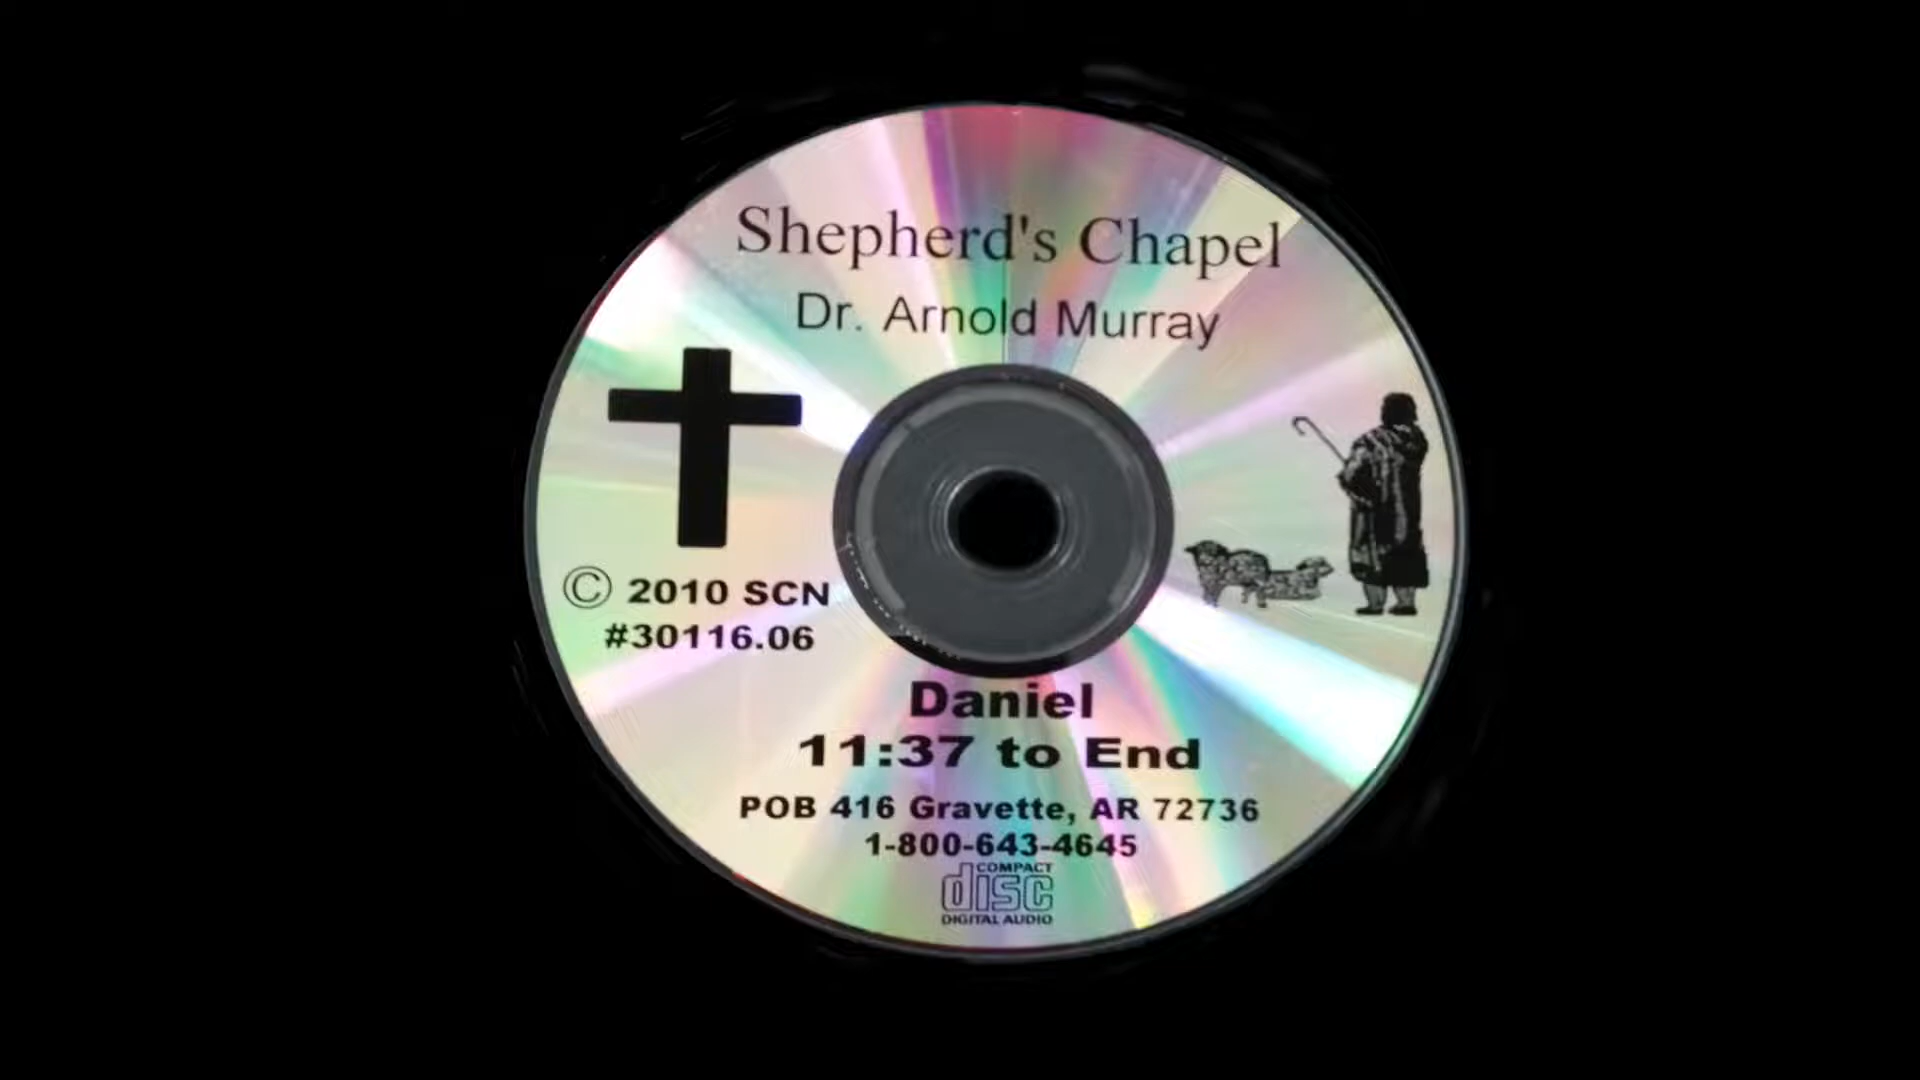 Shepherd's Chapel
Dr. Arnold Murray
© 2010 SCN
#30116.06
Daniel
11:37 to End
POB 416 Gravette, AR 72736
1-800-643-4645
COMPACT
disc
DIGITAL AUDIO